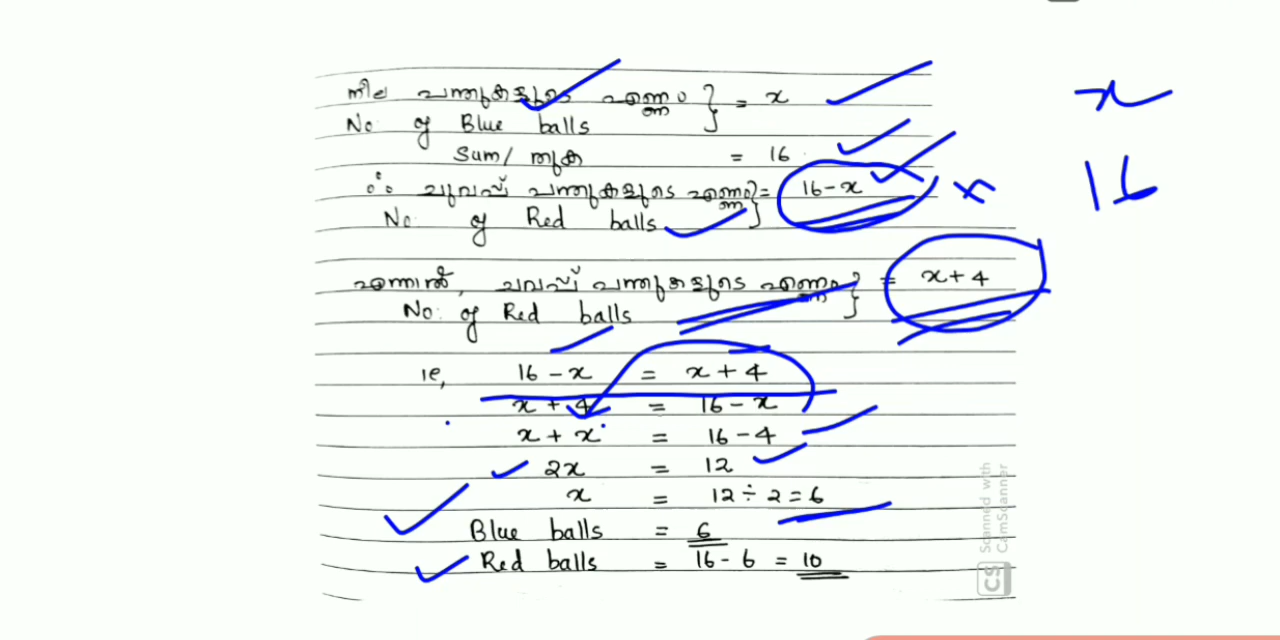 നീല പന്തുകളുടെ എണ്ണം } = x
No. of Blue balls
Sum / തുക = 16
∴ ചുവപ്പ് പന്തുകളുടെ എണ്ണം } = 16 - x
No. of Red balls
x
16
എന്നാൽ, ചുവപ്പ് പന്തുകളുടെ എണ്ണം } = x + 4
No: of Red balls
ie, 16 - x = x + 4
x + 4 = 16 - x
x + x = 16 - 4
2x = 12
x = 12 ÷ 2 = 6
Blue balls = 6
Red balls = 16 - 6 = 10
CS Scanned with CamScanner